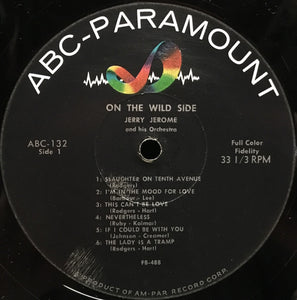 ABC-PARAMOUNT
ON THE WILD SIDE
JERRY JEROME
and his Orchestra
ABC-132
Side 1
Full Color
Fidelity
33 1/3 RPM
1: SLAUGHTER ON TENTH AVENUE
(Rodgers)
2: I'M IN THE MOOD FOR LOVE
3: THIS CAN'T BE LOVE
(Rodgers - Hart)
4: NEVERTHELESS
(Ruby - Kalmar)
5: IF I COULD BE WITH YOU
(Johnson - Creamer)
6: THE LADY IS A TRAMP
(Rodgers - Hart)
PB-488
A PRODUCT OF AM-PAR RECORD CORP.